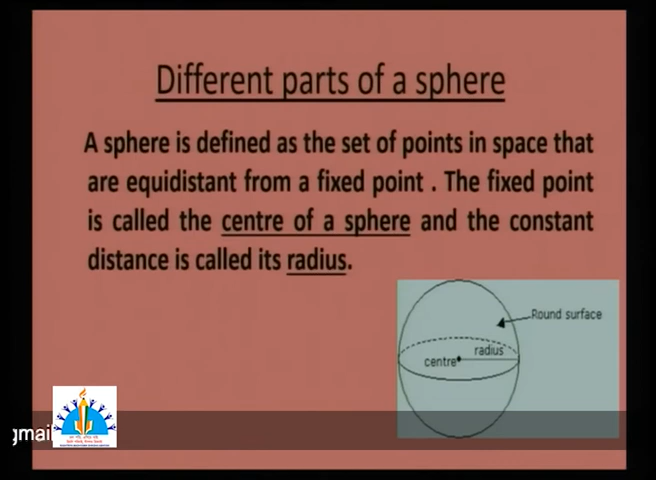 Different parts of a sphere
A sphere is defined as the set of points in space that
are equidistant from a fixed point . The fixed point
is called the centre of a sphere and the constant
distance is called its radius.
Round surface
radius
centre
gmail